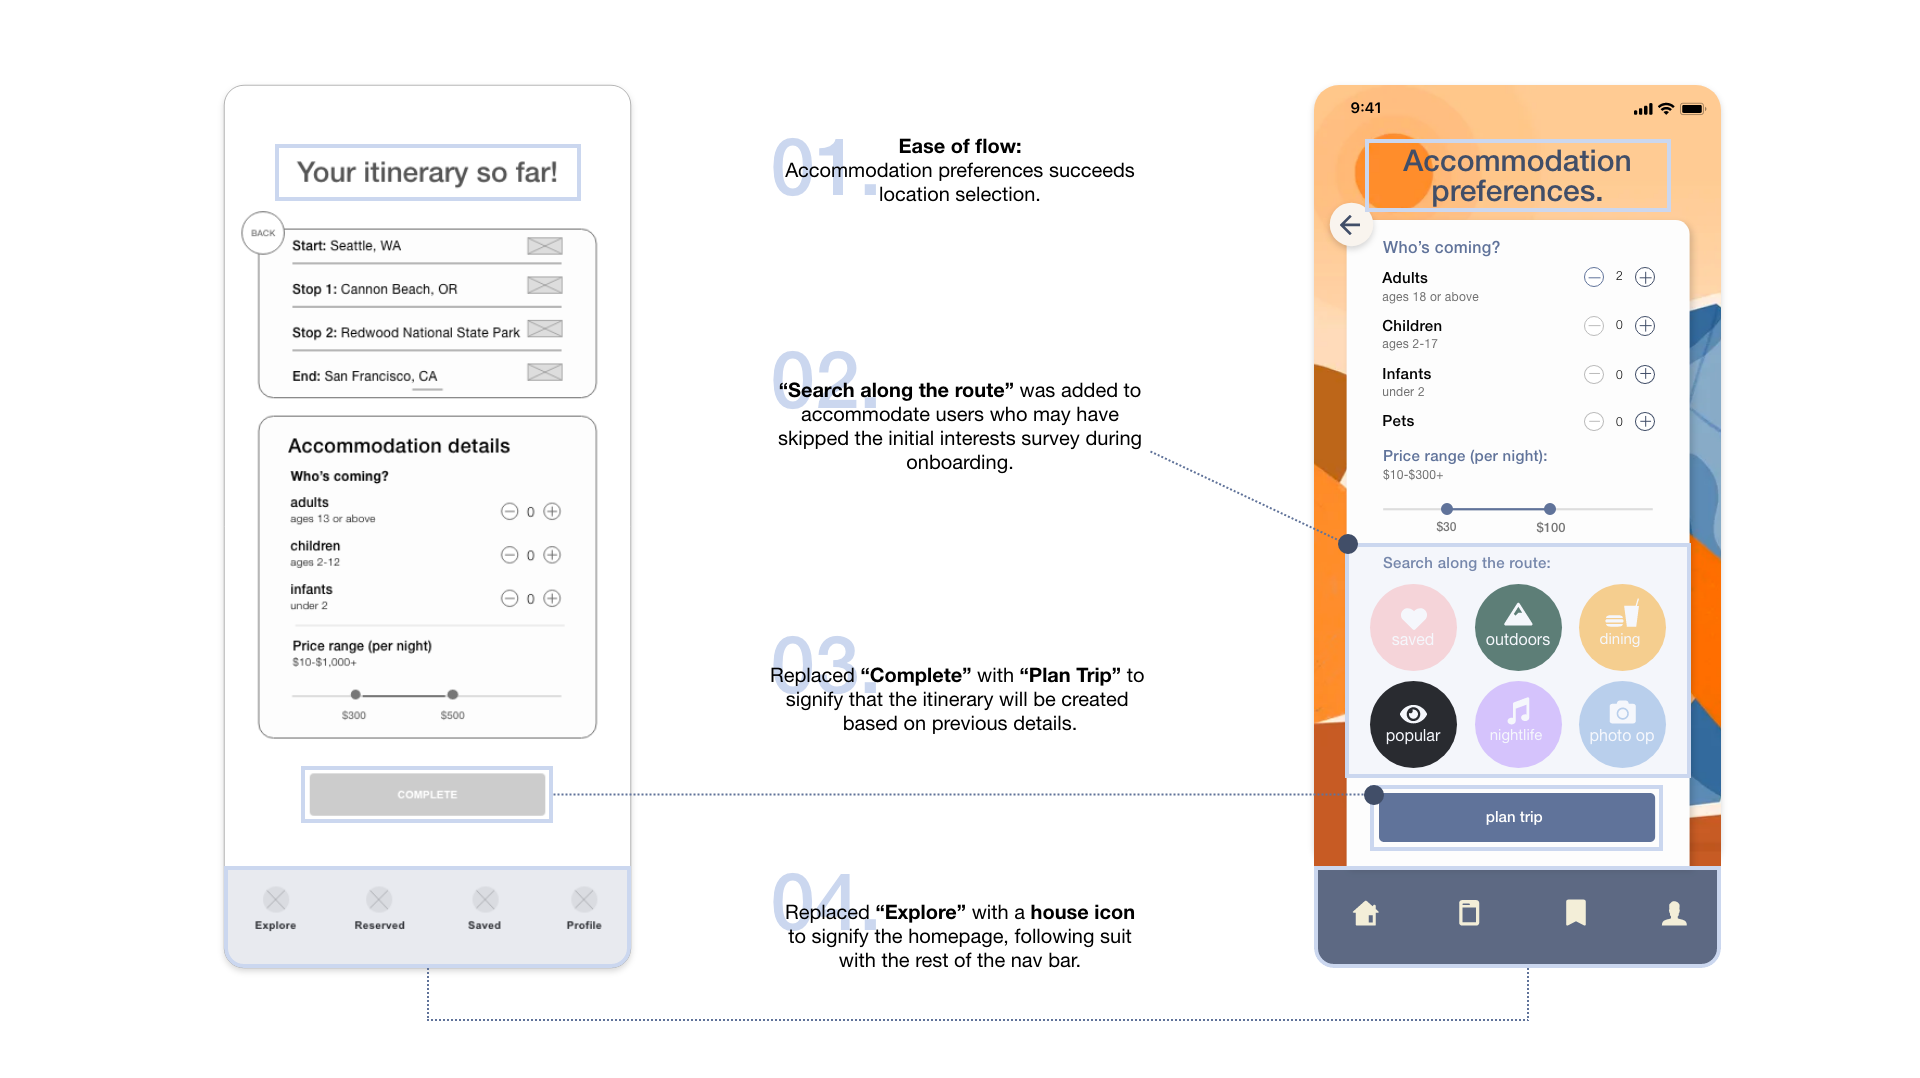 Your itinerary so far!
BACK
Start: Seattle, WA
Stop 1: Cannon Beach, OR
Stop 2: Redwood National State Park
End: San Francisco, CA
Accommodation details
Who's coming?
adults
ages 13 or above
0
children
ages 2-12
0
infants
under 2
0
Price range (per night)
$10-$1,000+
$300
$500
COMPLETE
Explore
Reserved
Saved
Profile
01.
Ease of flow:
Accommodation preferences succeeds
location selection.
02.
“Search along the route” was added to
accommodate users who may have
skipped the initial interests survey during
onboarding.
03.
Replaced “Complete” with “Plan Trip” to
signify that the itinerary will be created
based on previous details.
04.
Replaced “Explore” with a house icon
to signify the homepage, following suit
with the rest of the nav bar.
9:41
Accommodation
preferences.
Who’s coming?
Adults
ages 18 or above
2
Children
ages 2-17
0
Infants
under 2
0
Pets
0
Price range (per night):
$10-$300+
$30
$100
Search along the route:
saved
outdoors
dining
popular
nightlife
photo op
plan trip